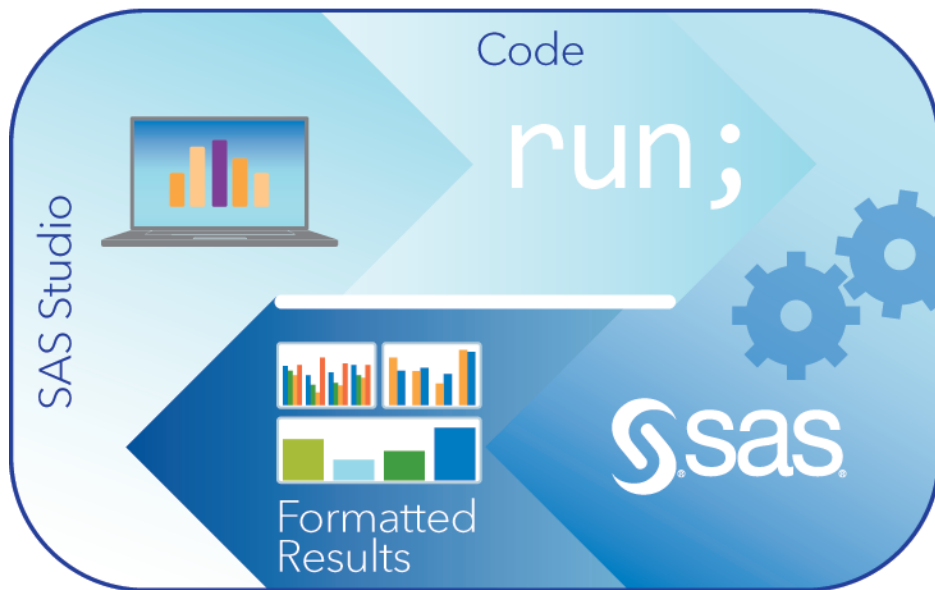 Code
run;
SAS Studio
sas
Formatted
Results